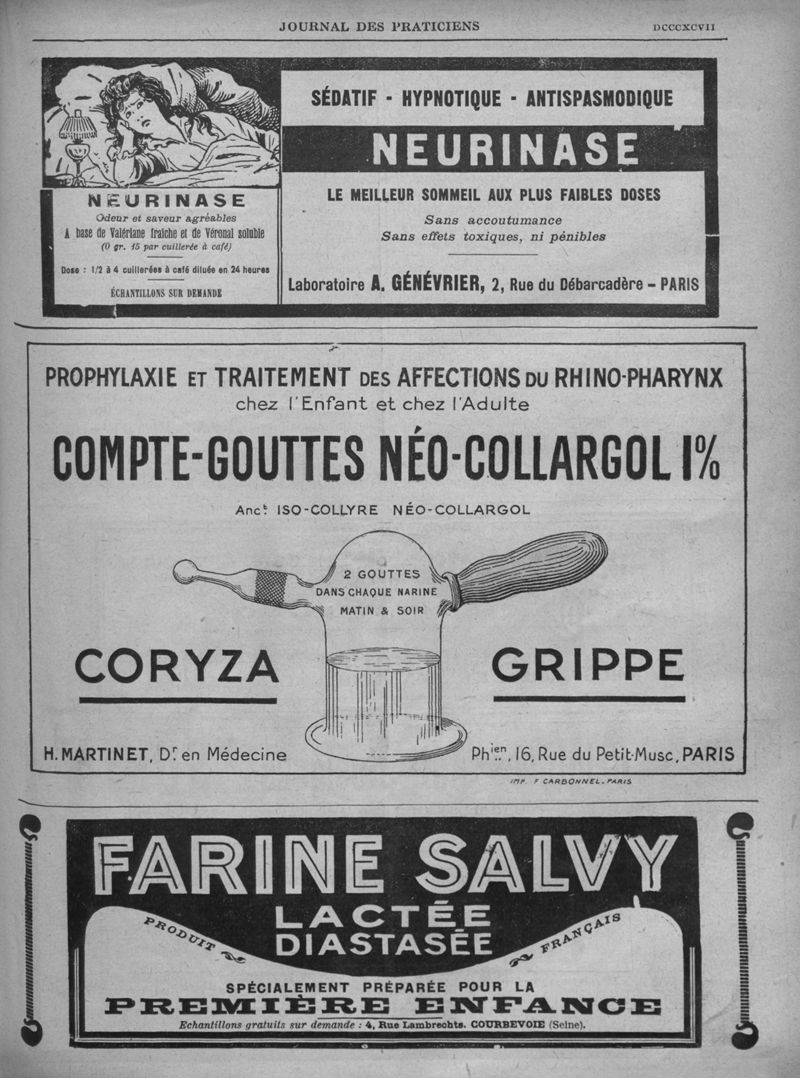 JOURNAL DES PRATICIENS
DCCCXCVII
NEURINASE
Odeur et saveur agréables
A base de Valériane fraîche et de Véronal soluble
(0 gr. 15 par cuillerée à café)
Dose : 1/2 à 4 cuillerées à café diluée en 24 heures
ÉCHANTILLONS SUR DEMANDE
SÉDATIF - HYPNOTIQUE - ANTISPASMODIQUE
NEURINASE
LE MEILLEUR SOMMEIL AUX PLUS FAIBLES DOSES
Sans accoutumance
Sans effets toxiques, ni pénibles
Laboratoire A. GÉNÉVRIER, 2, Rue du Débarcadère - PARIS
PROPHYLAXIE ET TRAITEMENT DES AFFECTIONS DU RHINO-PHARYNX
chez l'Enfant et chez l'Adulte
COMPTE-GOUTTES NÉO-COLLARGOL 1%
Anct. ISO-COLLYRE NÉO-COLLARGOL
2 GOUTTES
DANS CHAQUE NARINE
MATIN & SOIR
CORYZA
GRIPPE
H. MARTINET, Dr en Médecine
Phien., 16, Rue du Petit-Musc, PARIS
IMP. F CARBONNEL. PARIS
FARINE SALVY
LACTÉE
DIASTASÉE
PRODUIT
FRANÇAIS
SPÉCIALEMENT PRÉPARÉE POUR LA
PREMIÈRE ENFANCE
Echantillons gratuits sur demande : 4, Rue Lambrechts. COURBEVOIE (Seine).